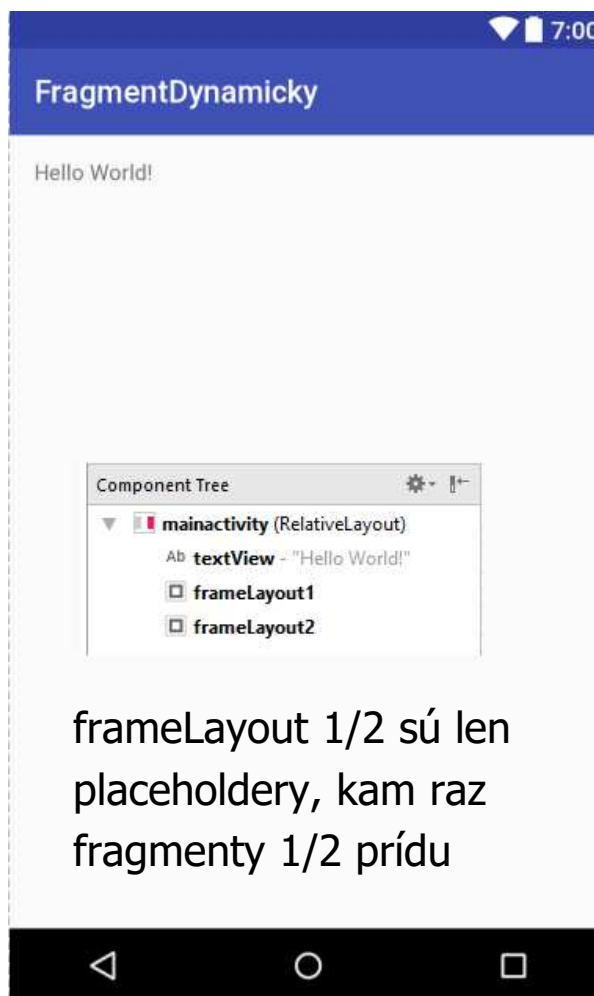 7:00
FragmentDynamicky
Hello World!
Component Tree
mainactivity (RelativeLayout)
Ab textView - "Hello World!"
frameLayout1
frameLayout2
frameLayout 1/2 sú len
placeholdery, kam raz
fragmenty 1/2 prídu